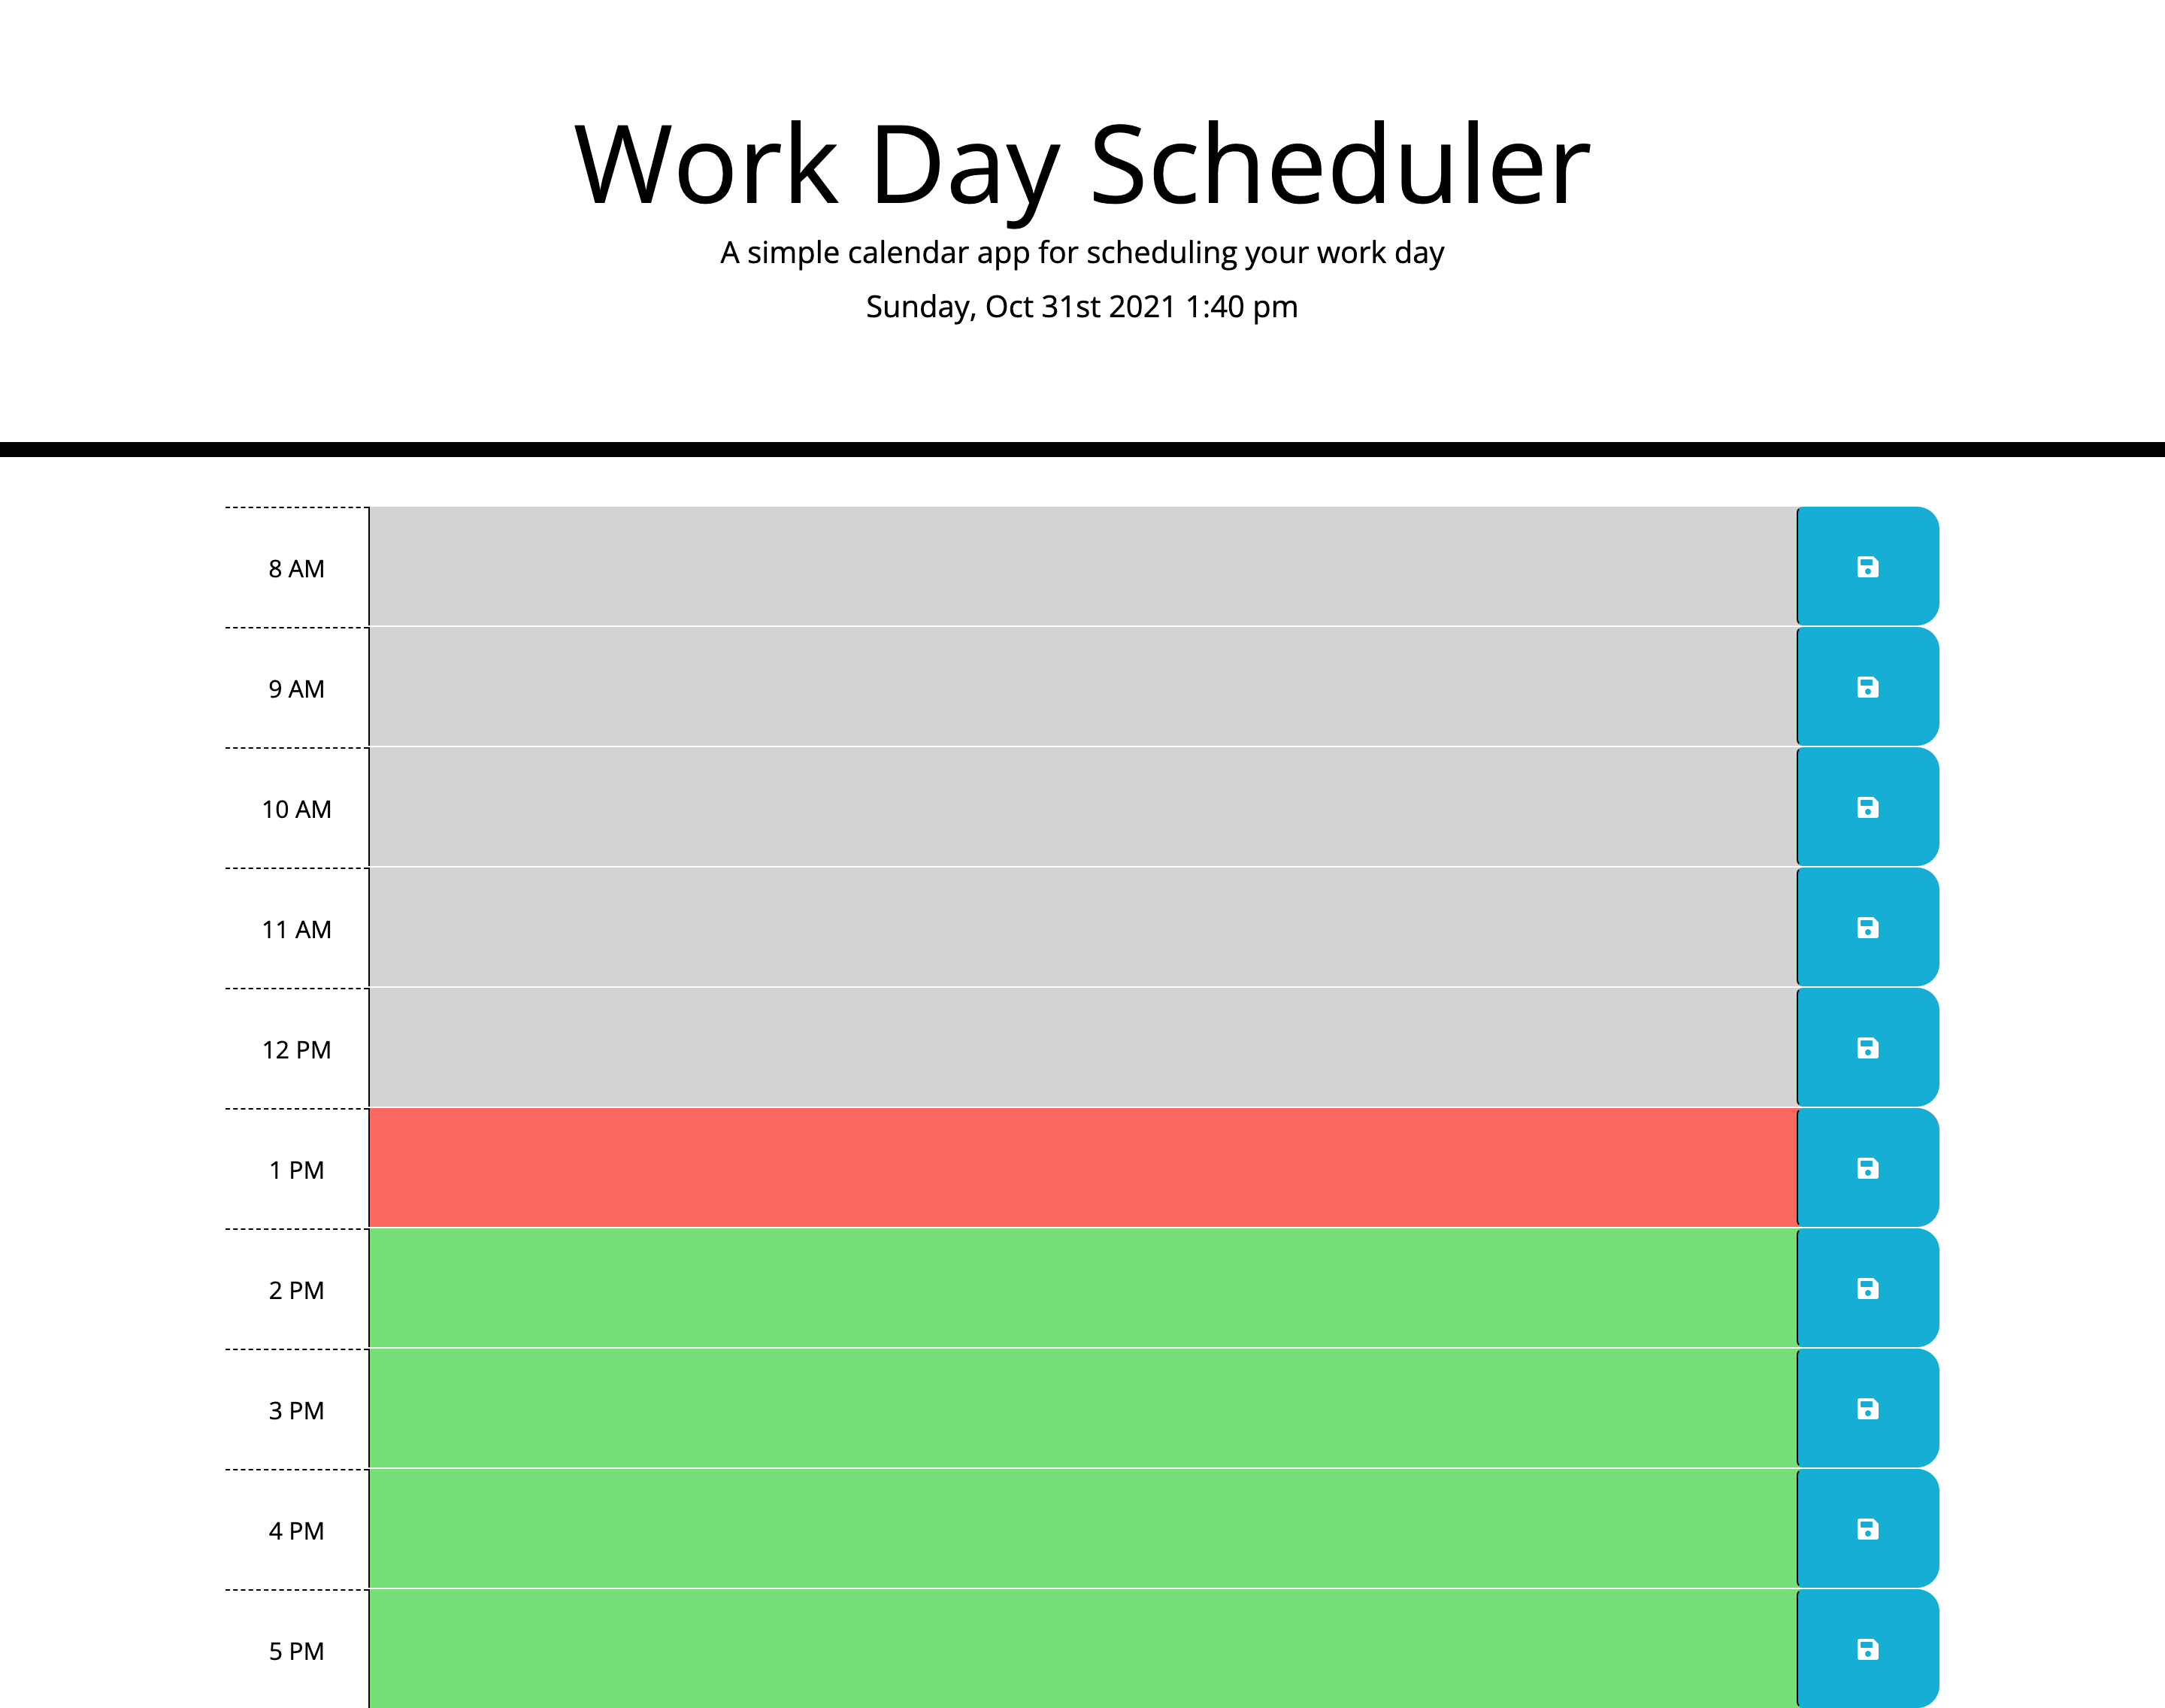 Work Day Scheduler
A simple calendar app for scheduling your work day
Sunday, Oct 31st 2021 1:40 pm
8 AM
9 AM
10 AM
11 AM
12 PM
1 PM
2 PM
3 PM
4 PM
5 PM